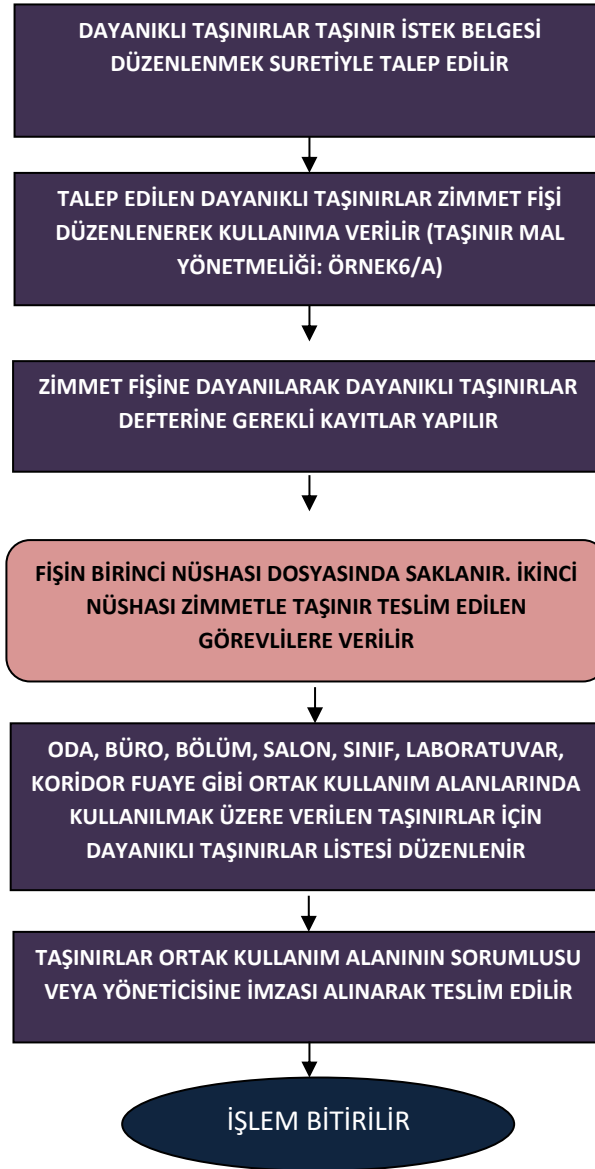 DAYANIKLI TAŞINIRLAR TAŞINIR İSTEK BELGESİ
DÜZENLENMEK SURETİYLE TALEP EDİLİR
TALEP EDİLEN DAYANIKLI TAŞINIRLAR ZİMMET FİŞİ
DÜZENLENEREK KULLANIMA VERİLİR (TAŞINIR MAL
YÖNETMELİĞİ: ÖRNEK6/A)
ZİMMET FİŞİNE DAYANILARAK DAYANIKLI TAŞINIRLAR
DEFTERİNE GEREKLİ KAYITLAR YAPILIR
FİŞİN BİRİNCİ NÜSHASI DOSYASINDA SAKLANIR. İKİNCİ
NÜSHASI ZİMMETLE TAŞINIR TESLİM EDİLEN
GÖREVLİLERE VERİLİR
ODA, BÜRO, BÖLÜM, SALON, SINIF, LABORATUVAR,
KORİDOR FUAYE GİBİ ORTAK KULLANIM ALANLARINDA
KULLANILMAK ÜZERE VERİLEN TAŞINIRLAR İÇİN
DAYANIKLI TAŞINIRLAR LİSTESİ DÜZENLENİR
TAŞINIRLAR ORTAK KULLANIM ALANININ SORUMLUSU
VEYA YÖNETİCİSİNE İMZASI ALINARAK TESLİM EDİLİR
İŞLEM BİTİRİLİR